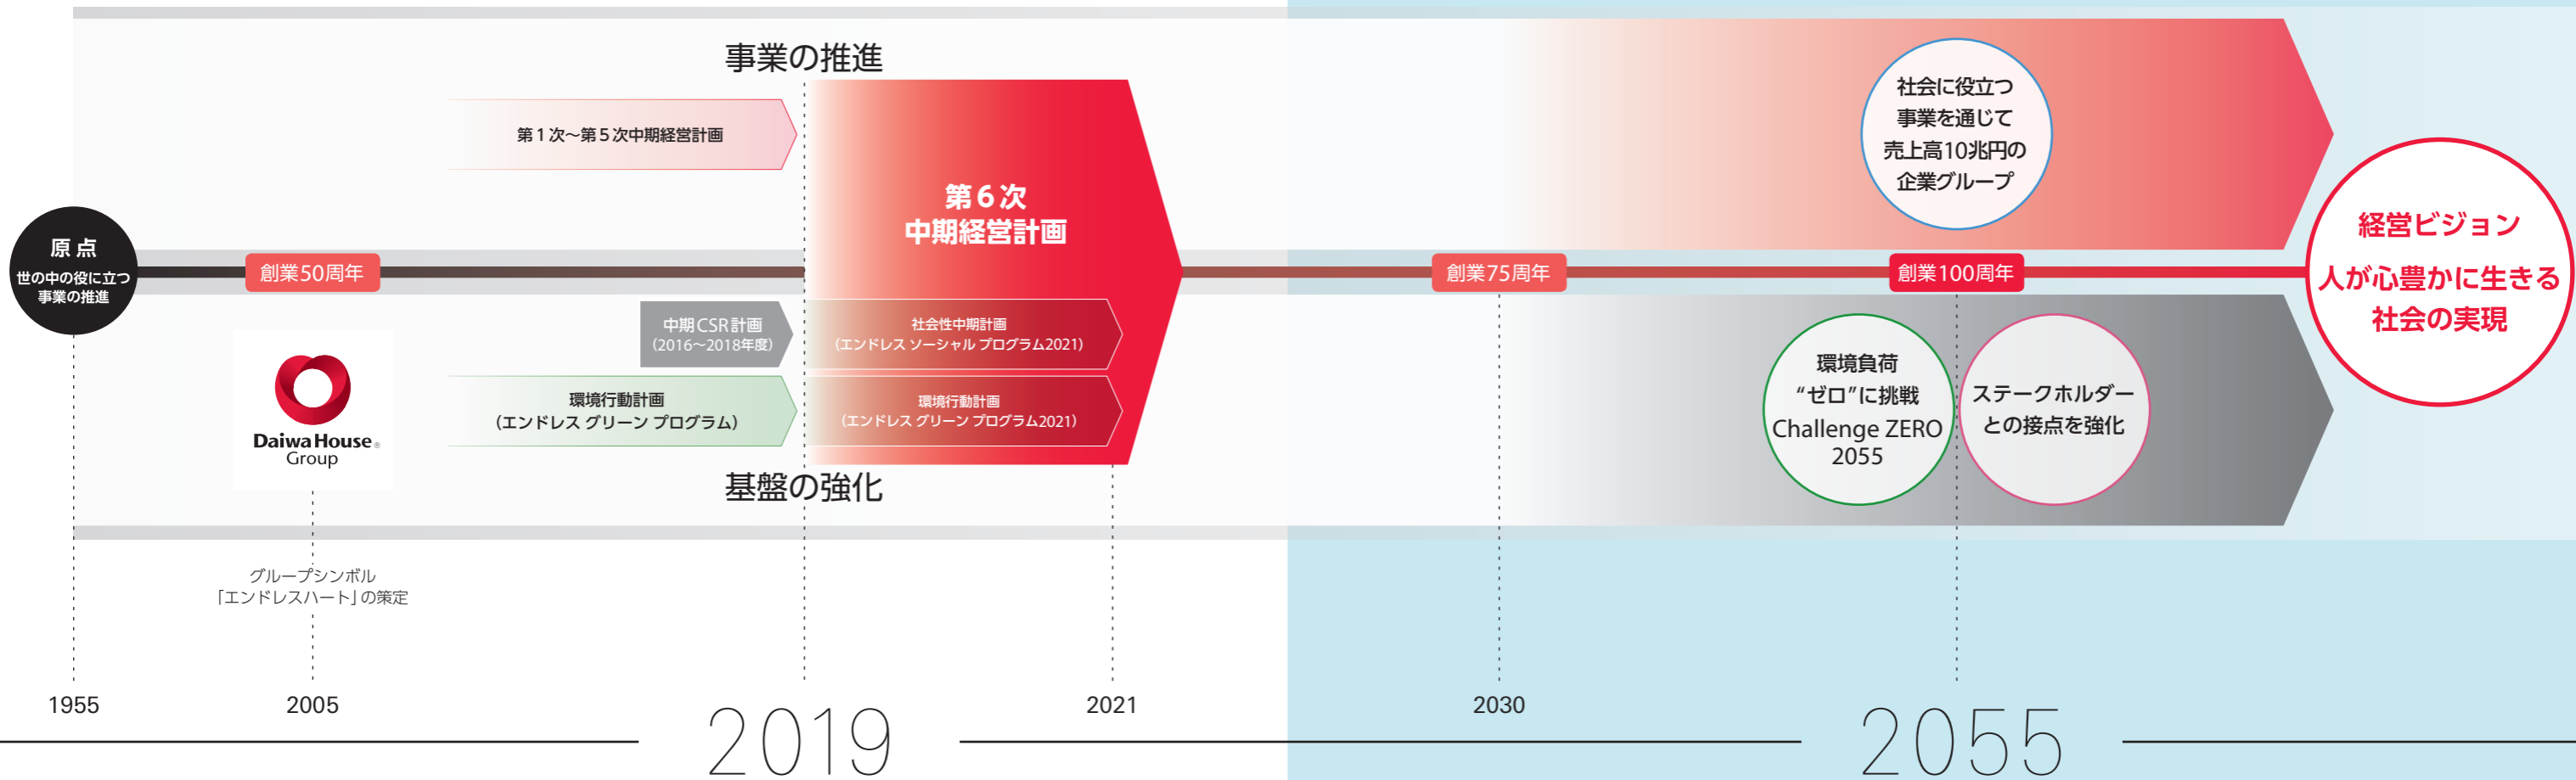 事業の推進
第1次～第5次中期経営計画
第6次
中期経営計画
社会に役立つ
事業を通じて
売上高10兆円の
企業グループ
原点
世の中の役に立つ
事業の推進
創業50周年
創業75周年
創業100周年
経営ビジョン
人が心豊かに生きる
社会の実現
中期CSR計画
（2016～2018年度）
社会性中期計画
（エンドレス ソーシャル プログラム2021）
環境行動計画
（エンドレス グリーン プログラム）
環境行動計画
（エンドレス グリーン プログラム2021）
環境負荷
“ゼロ”に挑戦
Challenge ZERO
2055
ステークホルダー
との接点を強化
Daiwa House®
Group
基盤の強化
グループシンボル
「エンドレスハート」の策定
1955
2005
2019
2021
2030
2055